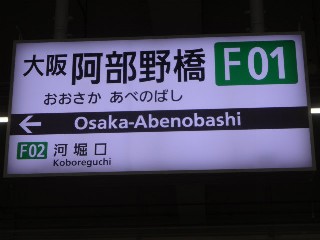 大阪阿部野橋 F01
おおさか あべのばし
← Osaka-Abenobashi
F02 河堀口
Koboreguchi